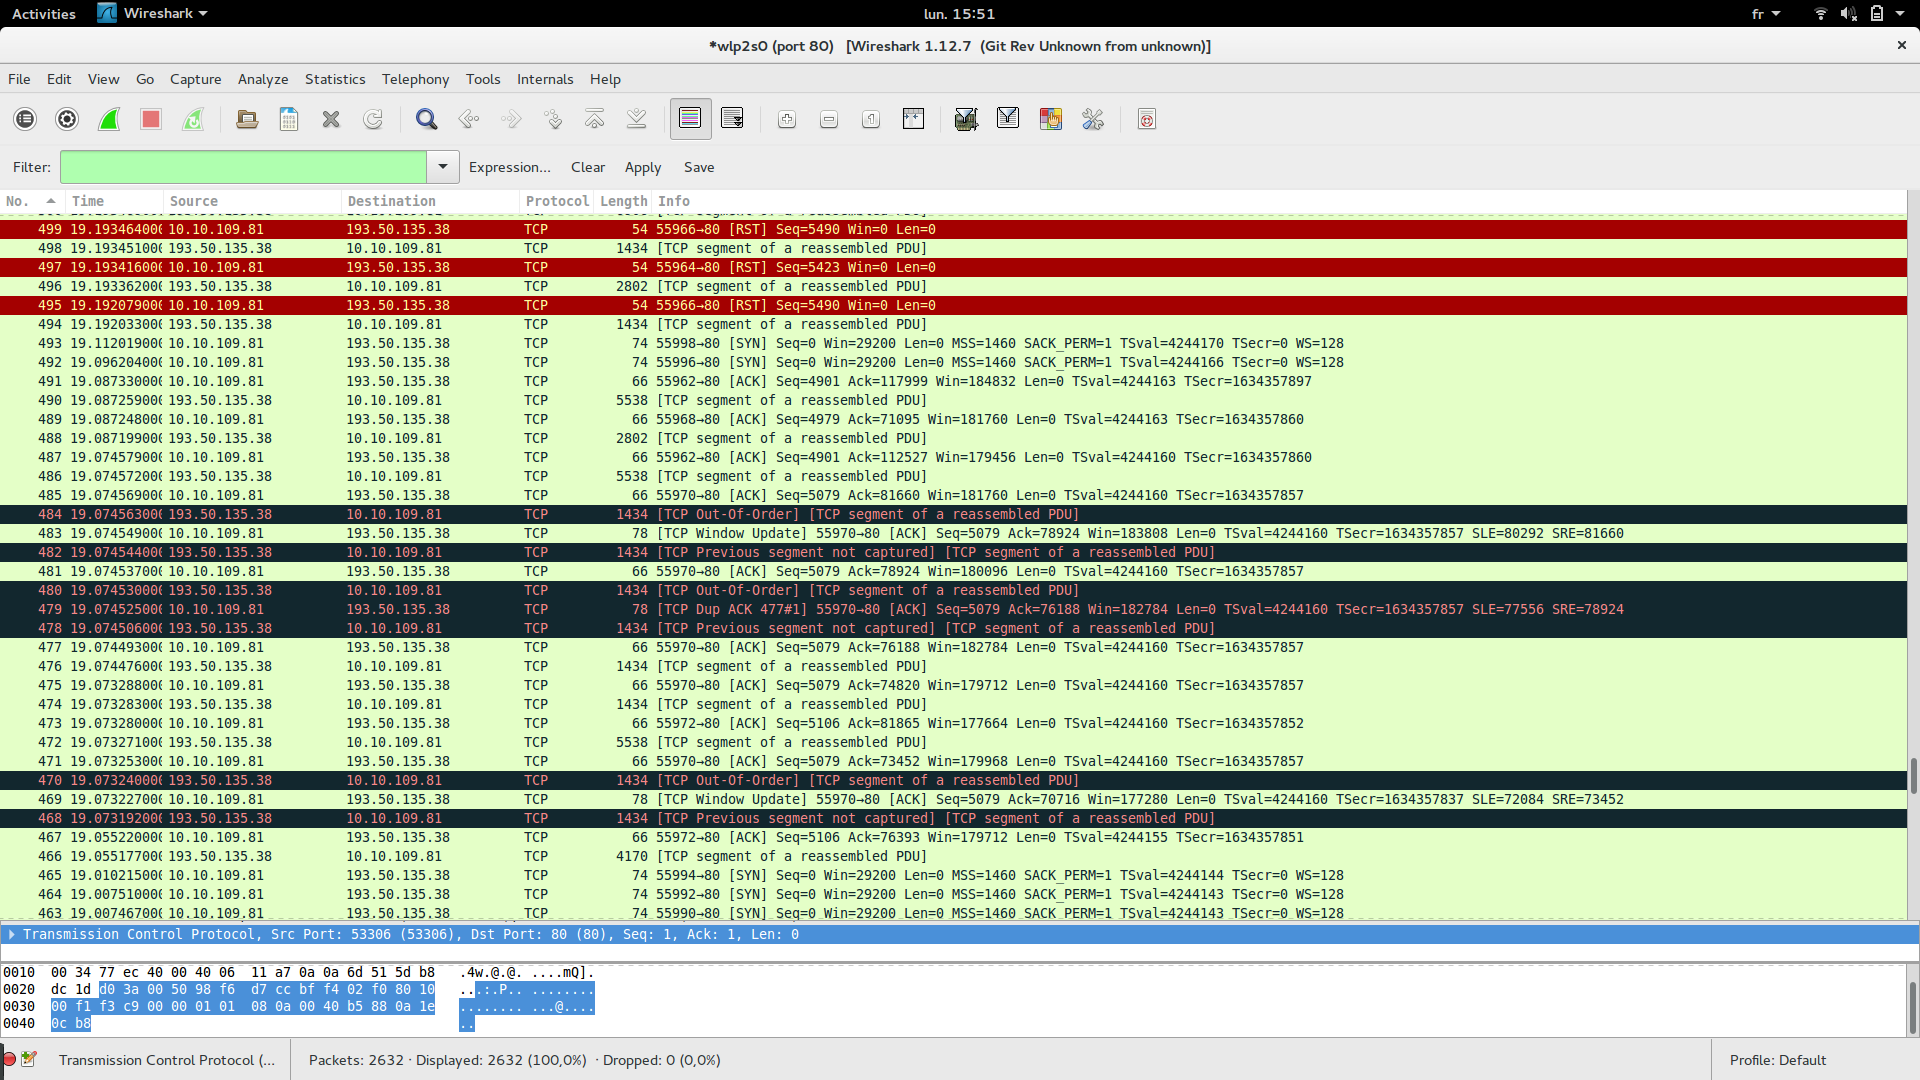 Activities Wireshark lun. 15:51 fr
*wlp2s0 (port 80) [Wireshark 1.12.7 (Git Rev Unknown from unknown)]
File Edit View Go Capture Analyze Statistics Telephony Tools Internals Help
Filter: Expression... Clear Apply Save
No. Time Source Destination Protocol Length Info
499 19.193464000 10.10.109.81 193.50.135.38 TCP 54 55966→80 [RST] Seq=5490 Win=0 Len=0
498 19.193451000 193.50.135.38 10.10.109.81 TCP 1434 [TCP segment of a reassembled PDU]
497 19.193416000 10.10.109.81 193.50.135.38 TCP 54 55964→80 [RST] Seq=5423 Win=0 Len=0
496 19.193362000 193.50.135.38 10.10.109.81 TCP 2802 [TCP segment of a reassembled PDU]
495 19.192079000 10.10.109.81 193.50.135.38 TCP 54 55966→80 [RST] Seq=5490 Win=0 Len=0
494 19.192033000 193.50.135.38 10.10.109.81 TCP 1434 [TCP segment of a reassembled PDU]
493 19.112019000 10.10.109.81 193.50.135.38 TCP 74 55998→80 [SYN] Seq=0 Win=29200 Len=0 MSS=1460 SACK_PERM=1 TSval=4244170 TSecr=0 WS=128
492 19.096204000 10.10.109.81 193.50.135.38 TCP 74 55996→80 [SYN] Seq=0 Win=29200 Len=0 MSS=1460 SACK_PERM=1 TSval=4244166 TSecr=0 WS=128
491 19.087330000 10.10.109.81 193.50.135.38 TCP 66 55962→80 [ACK] Seq=4901 Ack=117999 Win=184832 Len=0 TSval=4244163 TSecr=1634357897
490 19.087259000 193.50.135.38 10.10.109.81 TCP 5538 [TCP segment of a reassembled PDU]
489 19.087248000 10.10.109.81 193.50.135.38 TCP 66 55968→80 [ACK] Seq=4979 Ack=71095 Win=181760 Len=0 TSval=4244163 TSecr=1634357860
488 19.087199000 193.50.135.38 10.10.109.81 TCP 2802 [TCP segment of a reassembled PDU]
487 19.074579000 10.10.109.81 193.50.135.38 TCP 66 55962→80 [ACK] Seq=4901 Ack=112527 Win=179456 Len=0 TSval=4244160 TSecr=1634357860
486 19.074572000 193.50.135.38 10.10.109.81 TCP 5538 [TCP segment of a reassembled PDU]
485 19.074569000 10.10.109.81 193.50.135.38 TCP 66 55970→80 [ACK] Seq=5079 Ack=81660 Win=181760 Len=0 TSval=4244160 TSecr=1634357857
484 19.074563000 193.50.135.38 10.10.109.81 TCP 1434 [TCP Out-Of-Order] [TCP segment of a reassembled PDU]
483 19.074549000 10.10.109.81 193.50.135.38 TCP 78 [TCP Window Update] 55970→80 [ACK] Seq=5079 Ack=78924 Win=183808 Len=0 TSval=4244160 TSecr=1634357857 SLE=80292 SRE=81660
482 19.074544000 193.50.135.38 10.10.109.81 TCP 1434 [TCP Previous segment not captured] [TCP segment of a reassembled PDU]
481 19.074537000 10.10.109.81 193.50.135.38 TCP 66 55970→80 [ACK] Seq=5079 Ack=78924 Win=180096 Len=0 TSval=4244160 TSecr=1634357857
480 19.074530000 193.50.135.38 10.10.109.81 TCP 1434 [TCP Out-Of-Order] [TCP segment of a reassembled PDU]
479 19.074525000 10.10.109.81 193.50.135.38 TCP 78 [TCP Dup ACK 477#1] 55970→80 [ACK] Seq=5079 Ack=76188 Win=182784 Len=0 TSval=4244160 TSecr=1634357857 SLE=77556 SRE=78924
478 19.074506000 193.50.135.38 10.10.109.81 TCP 1434 [TCP Previous segment not captured] [TCP segment of a reassembled PDU]
477 19.074493000 10.10.109.81 193.50.135.38 TCP 66 55970→80 [ACK] Seq=5079 Ack=76188 Win=182784 Len=0 TSval=4244160 TSecr=1634357857
476 19.074476000 193.50.135.38 10.10.109.81 TCP 1434 [TCP segment of a reassembled PDU]
475 19.073288000 10.10.109.81 193.50.135.38 TCP 66 55970→80 [ACK] Seq=5079 Ack=74820 Win=179712 Len=0 TSval=4244160 TSecr=1634357857
474 19.073283000 193.50.135.38 10.10.109.81 TCP 1434 [TCP segment of a reassembled PDU]
473 19.073280000 10.10.109.81 193.50.135.38 TCP 66 55972→80 [ACK] Seq=5106 Ack=81865 Win=177664 Len=0 TSval=4244160 TSecr=1634357852
472 19.073271000 193.50.135.38 10.10.109.81 TCP 5538 [TCP segment of a reassembled PDU]
471 19.073253000 10.10.109.81 193.50.135.38 TCP 66 55970→80 [ACK] Seq=5079 Ack=73452 Win=179968 Len=0 TSval=4244160 TSecr=1634357857
470 19.073240000 193.50.135.38 10.10.109.81 TCP 1434 [TCP Out-Of-Order] [TCP segment of a reassembled PDU]
469 19.073227000 10.10.109.81 193.50.135.38 TCP 78 [TCP Window Update] 55970→80 [ACK] Seq=5079 Ack=70716 Win=177280 Len=0 TSval=4244160 TSecr=1634357837 SLE=72084 SRE=73452
468 19.073192000 193.50.135.38 10.10.109.81 TCP 1434 [TCP Previous segment not captured] [TCP segment of a reassembled PDU]
467 19.055220000 10.10.109.81 193.50.135.38 TCP 66 55972→80 [ACK] Seq=5106 Ack=76393 Win=179712 Len=0 TSval=4244155 TSecr=1634357851
466 19.055177000 193.50.135.38 10.10.109.81 TCP 4170 [TCP segment of a reassembled PDU]
465 19.010215000 10.10.109.81 193.50.135.38 TCP 74 55994→80 [SYN] Seq=0 Win=29200 Len=0 MSS=1460 SACK_PERM=1 TSval=4244144 TSecr=0 WS=128
464 19.007510000 10.10.109.81 193.50.135.38 TCP 74 55992→80 [SYN] Seq=0 Win=29200 Len=0 MSS=1460 SACK_PERM=1 TSval=4244143 TSecr=0 WS=128
463 19.007467000 10.10.109.81 193.50.135.38 TCP 74 55990→80 [SYN] Seq=0 Win=29200 Len=0 MSS=1460 SACK_PERM=1 TSval=4244143 TSecr=0 WS=128
Transmission Control Protocol, Src Port: 53306 (53306), Dst Port: 80 (80), Seq: 1, Ack: 1, Len: 0
0010 00 34 77 ec 40 00 40 06 11 a7 0a 0a 6d 51 5d b8 .4w.@.@. ....mQ].
0020 dc 1d d0 3a 00 50 98 f6 d7 cc bf f4 02 f0 80 10 ...:.P.. ........
0030 00 f1 f3 c9 00 00 01 01 08 0a 00 40 b5 88 0a 1e ........ ...@....
0040 0c b8 ..
Transmission Control Protocol (... Packets: 2632 · Displayed: 2632 (100,0%) · Dropped: 0 (0,0%) Profile: Default